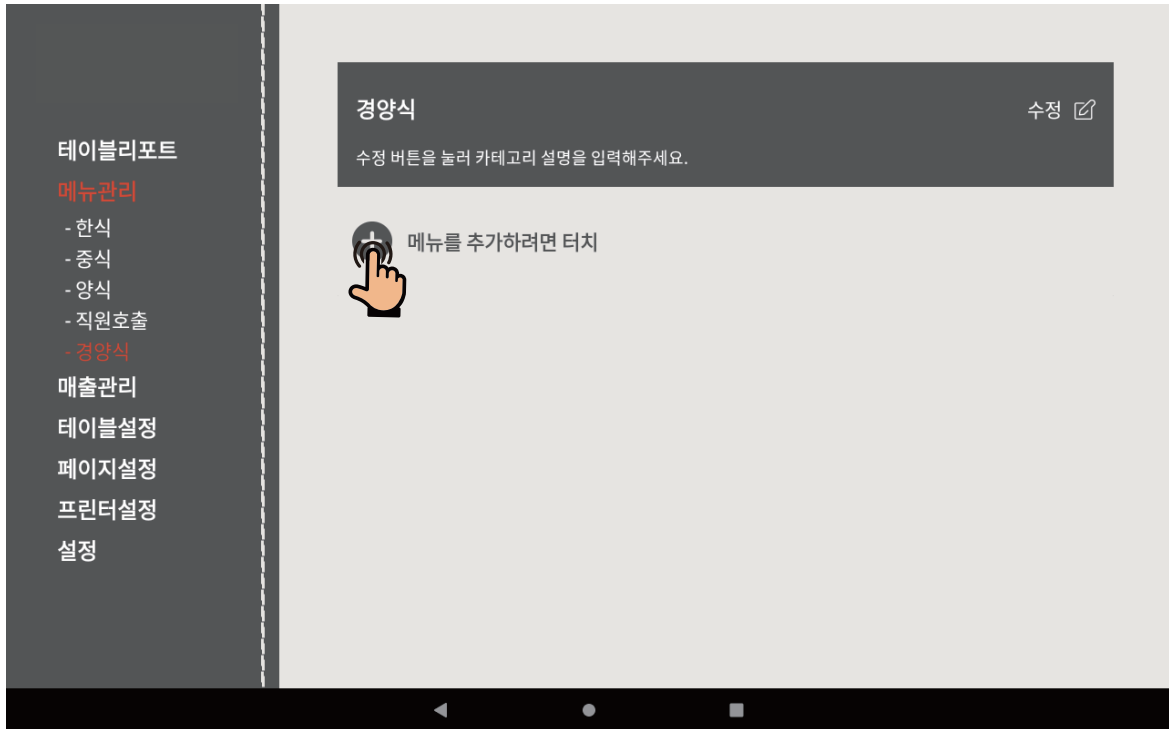 테이블리포트
메뉴관리
- 한식
- 중식
- 양식
- 직원호출
- 경양식
매출관리
테이블설정
페이지설정
프린터설정
설정
경양식
수정
수정 버튼을 눌러 카테고리 설명을 입력해주세요.
메뉴를 추가하려면 터치